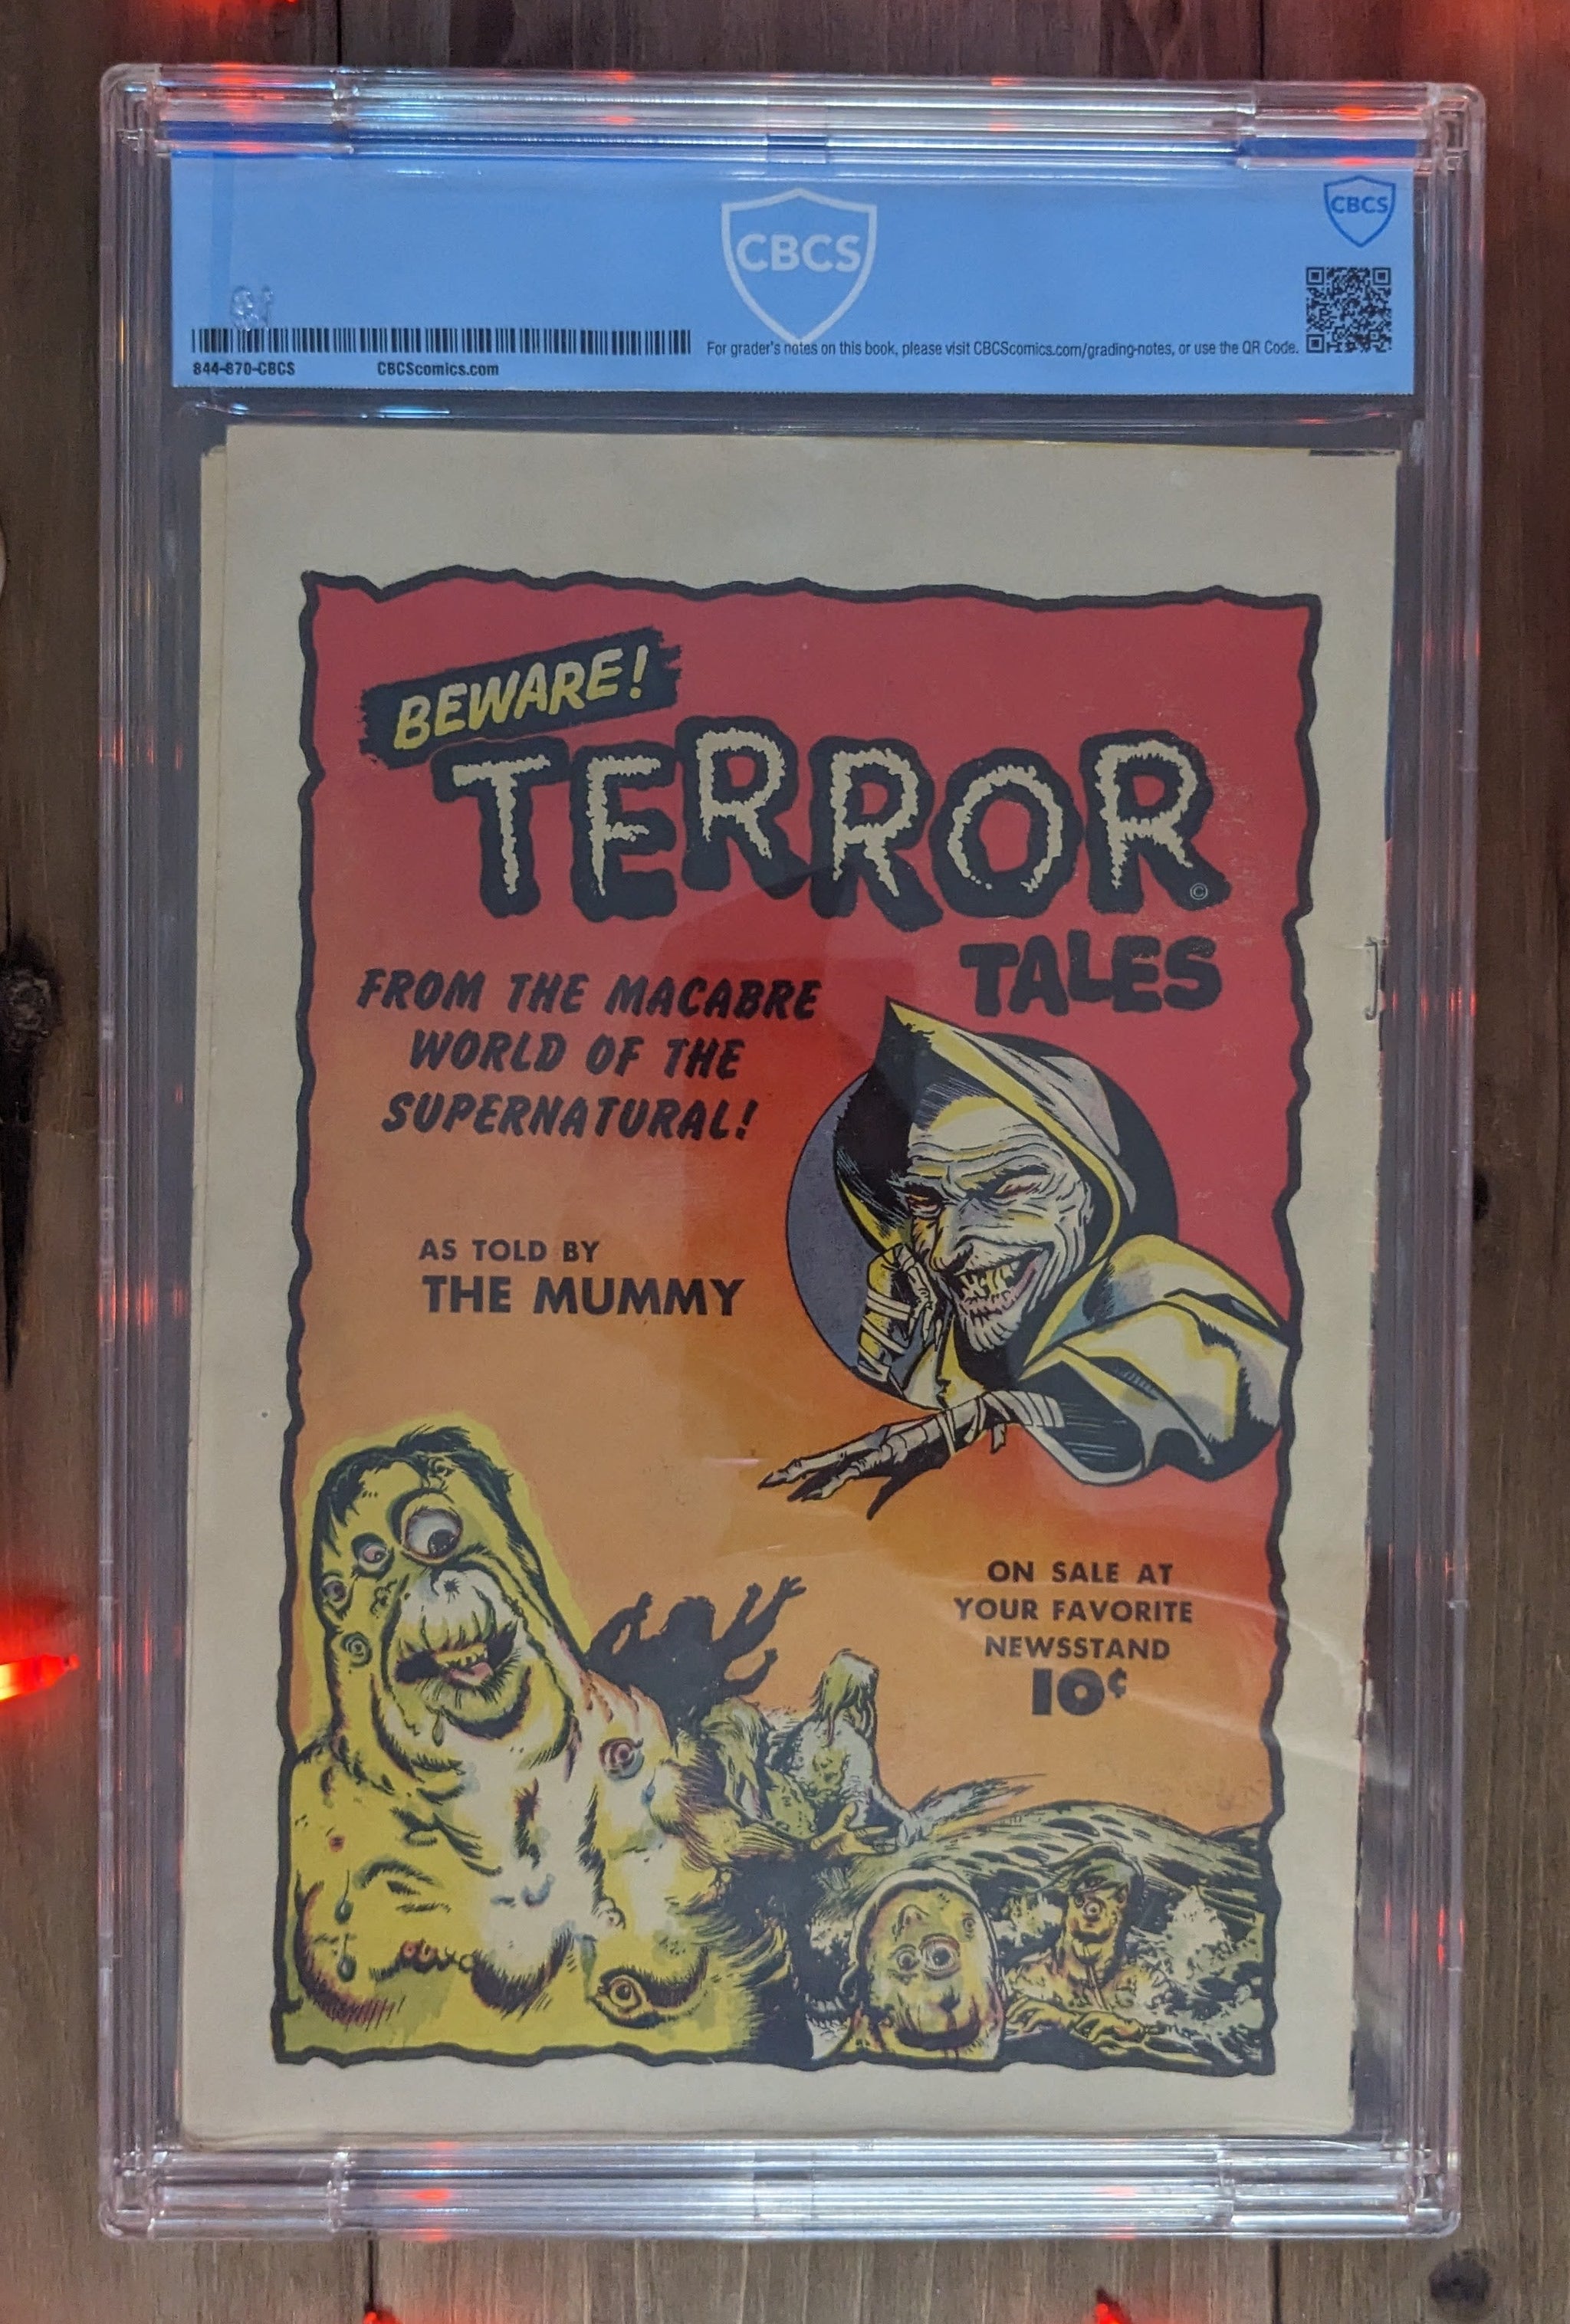 CBCS
CBCS
844-870-CBCS CBCScomics.com
For grader's notes on this book, please visit CBCScomics.com/grading-notes, or use the QR Code.
BEWARE!
TERROR
©
TALES
FROM THE MACABRE
WORLD OF THE
SUPERNATURAL!
AS TOLD BY
THE MUMMY
ON SALE AT
YOUR FAVORITE
NEWSSTAND
10¢